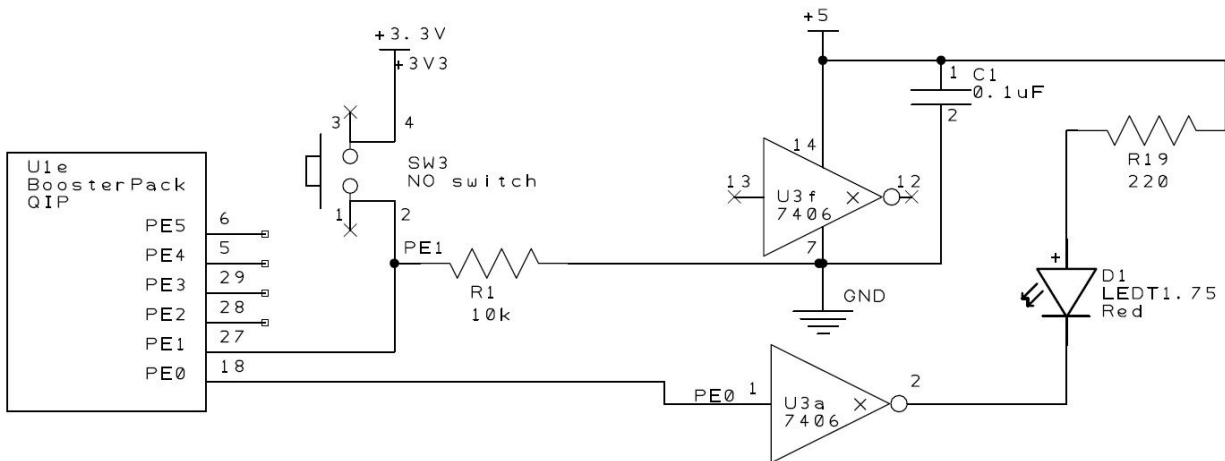 +3.3V
+3V3
3
4
SW3
NO switch
1
2
U1e
BoosterPack
QIP
PE5 6
PE4 5
PE3 29
PE2 28
PE1 27
PE0 18
PE1
R1
10k
+5
14
13
U3f
7406
12
7
GND
1
C1
0.1uF
2
R19
220
+
D1
LEDT1.75
Red
PE0
1
U3a
7406
2